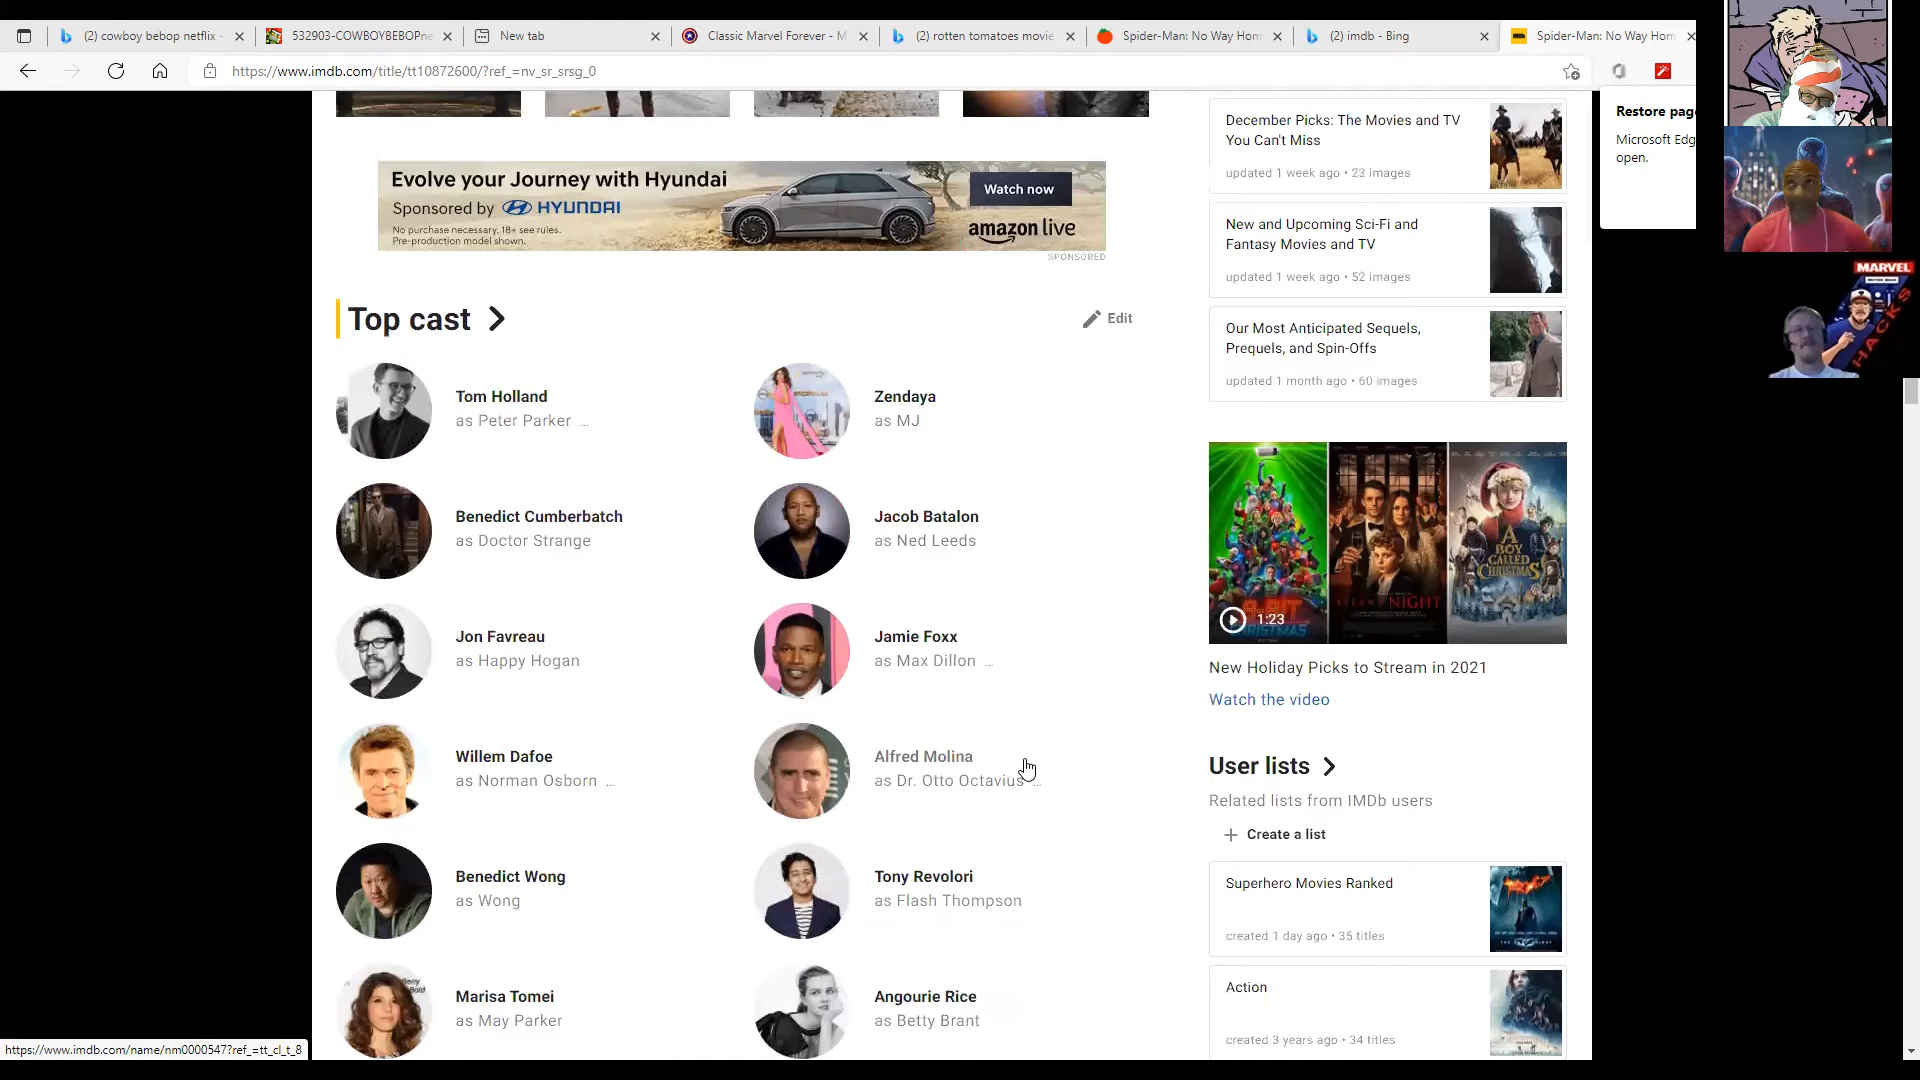 (2) cowboy bebop netflix -
532903-COWBOYBEBOPne
New tab
Classic Marvel Forever - M
(2) rotten tomatoes movie
Spider-Man: No Way Hom
(2) imdb - Bing
Spider-Man: No Way Hom
https://www.imdb.com/title/tt10872600/?ref_=nv_sr_srsg_0
Restore pag
Microsoft Edg
open.
Evolve your Journey with Hyundai
Sponsored by HYUNDAI
No purchase necessary. 18+ see rules.
Pre-production model shown.
Watch now
amazon live
SPONSORED
Top cast
Edit
Tom Holland
as Peter Parker ...
Zendaya
as MJ
Benedict Cumberbatch
as Doctor Strange
Jacob Batalon
as Ned Leeds
Jon Favreau
as Happy Hogan
Jamie Foxx
as Max Dillon ...
Willem Dafoe
as Norman Osborn ...
Alfred Molina
as Dr. Otto Octavius ...
Benedict Wong
as Wong
Tony Revolori
as Flash Thompson
Marisa Tomei
as May Parker
Angourie Rice
as Betty Brant
December Picks: The Movies and TV
You Can't Miss
updated 1 week ago • 23 images
New and Upcoming Sci-Fi and
Fantasy Movies and TV
updated 1 week ago • 52 images
Our Most Anticipated Sequels,
Prequels, and Spin-Offs
updated 1 month ago • 60 images
8-BIT
CHRISTMAS
SILENT NIGHT
A
BOY
CALLED
CHRISTMAS
1:23
New Holiday Picks to Stream in 2021
Watch the video
User lists
Related lists from IMDb users
Create a list
Superhero Movies Ranked
created 1 day ago • 35 titles
Action
created 3 years ago • 34 titles
MARVEL
HACKS
https://www.imdb.com/name/nm0000547?ref_=tt_cl_t_8